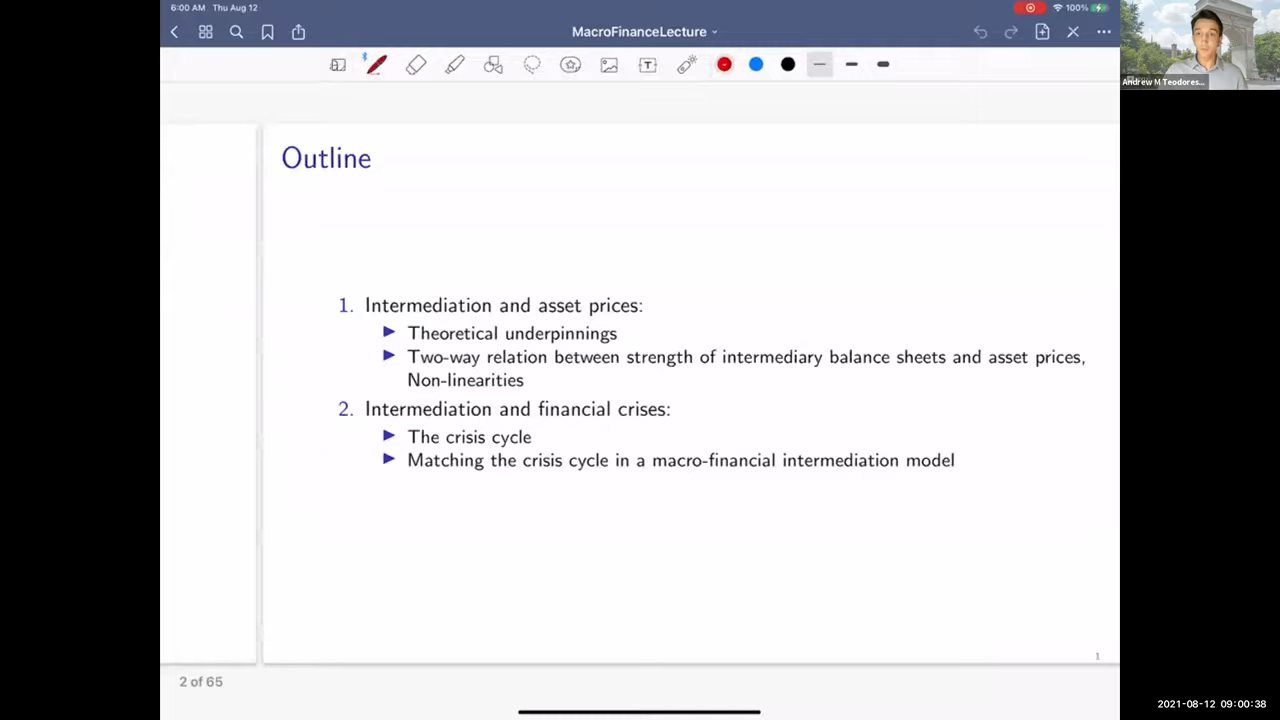 6:00 AM Thu Aug 12
100%
MacroFinanceLecture
Andrew M Teodores...
Outline
1. Intermediation and asset prices:
▶ Theoretical underpinnings
▶ Two-way relation between strength of intermediary balance sheets and asset prices,
Non-linearities
2. Intermediation and financial crises:
▶ The crisis cycle
▶ Matching the crisis cycle in a macro-financial intermediation model
1
2 of 65
2021-08-12 09:00:38